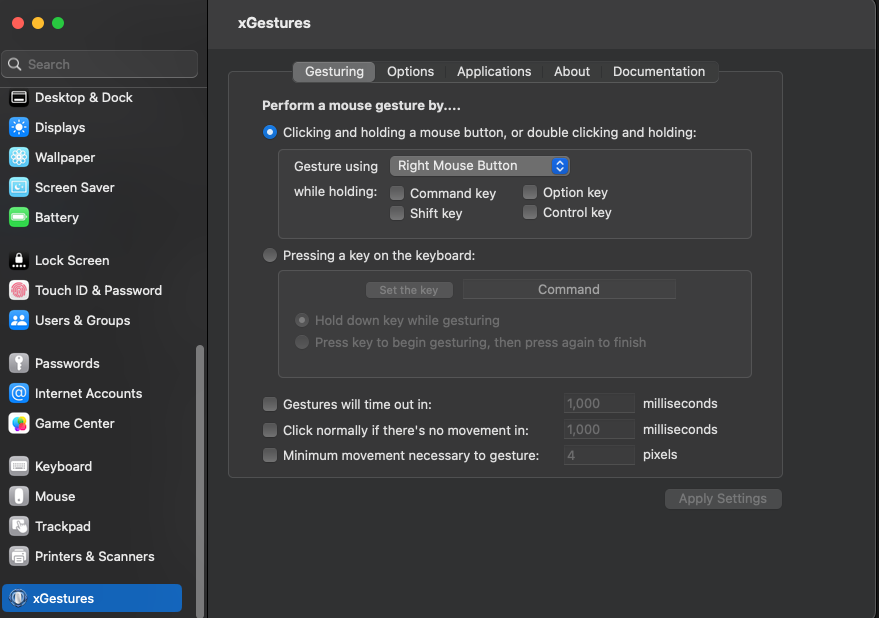 xGestures
Search
Desktop & Dock
Displays
Wallpaper
Screen Saver
Battery
Lock Screen
Touch ID & Password
Users & Groups
Passwords
Internet Accounts
Game Center
Keyboard
Mouse
Trackpad
Printers & Scanners
xGestures
Gesturing Options Applications About Documentation
Perform a mouse gesture by....
Clicking and holding a mouse button, or double clicking and holding:
Gesture using Right Mouse Button
while holding: Command key Option key
Shift key Control key
Pressing a key on the keyboard:
Set the key Command
Hold down key while gesturing
Press key to begin gesturing, then press again to finish
Gestures will time out in: 1,000 milliseconds
Click normally if there's no movement in: 1,000 milliseconds
Minimum movement necessary to gesture: 4 pixels
Apply Settings